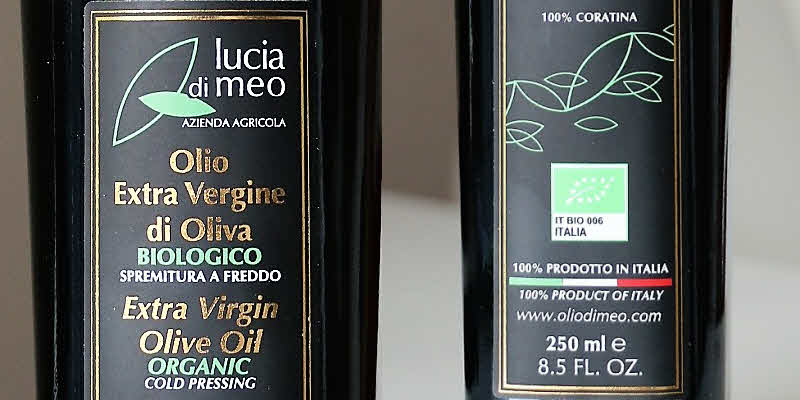 lucia
di meo
AZIENDA AGRICOLA
Olio
Extra Vergine
di Oliva
BIOLOGICO
SPREMITURA A FREDDO
Extra Virgin
Olive Oil
ORGANIC
COLD PRESSING
100% CORATINA
IT BIO 006
ITALIA
100% PRODOTTO IN ITALIA
100% PRODUCT OF ITALY
www.oliodimeo.com
250 ml e
8.5 FL. OZ.